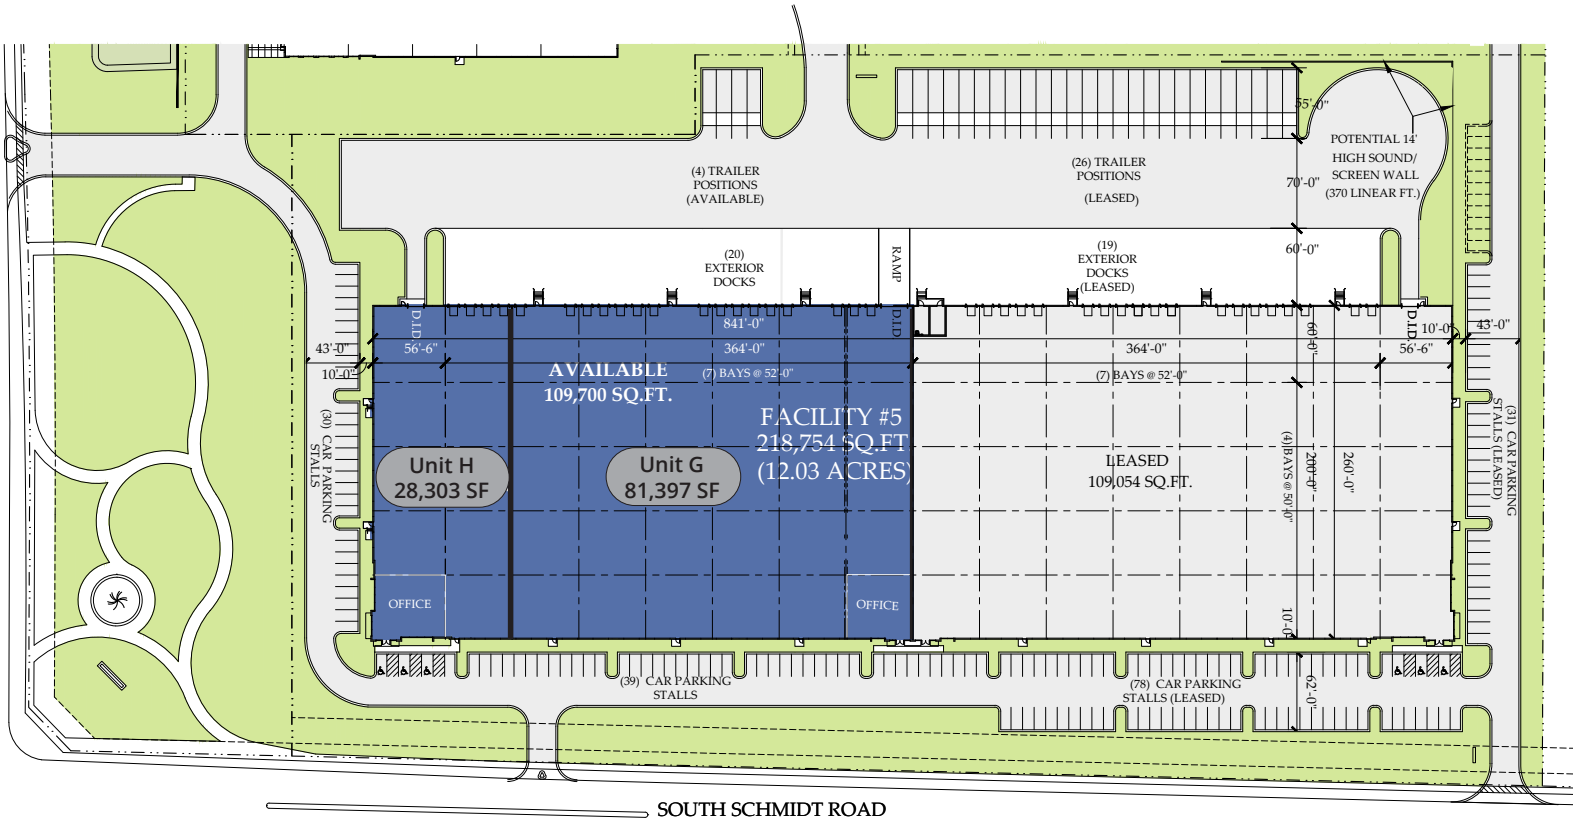 55'-0"
POTENTIAL 14'
HIGH SOUND/
SCREEN WALL
(370 LINEAR FT.)
(4) TRAILER
POSITIONS
(AVAILABLE)
(26) TRAILER
POSITIONS
(LEASED)
70'-0"
60'-0"
(20)
EXTERIOR
DOCKS
RAMP
(19)
EXTERIOR
DOCKS
(LEASED)
D.I.D.
841'-0"
D.I.D
60'-0"
D.I.D.
10'-0"
43'-0"
43'-0"
56'-6"
364'-0"
364'-0"
56'-6"
10'-0"
AVAILABLE
109,700 SQ.FT.
(7) BAYS @ 52'-0"
(7) BAYS @ 52'-0"
FACILITY #5
218,754 SQ.FT
(12.03 ACRES)
(30) CAR PARKING
STALLS
Unit H
28,303 SF
Unit G
81,397 SF
LEASED
109,054 SQ.FT.
(4)BAYS @ 50'-0"
200'-0"
260'-0"
(31) CAR PARKING
STALLS (LEASED)
OFFICE
OFFICE
10'-0"
(39) CAR PARKING
STALLS
(78) CAR PARKING
STALLS (LEASED)
62'-0"
SOUTH SCHMIDT ROAD